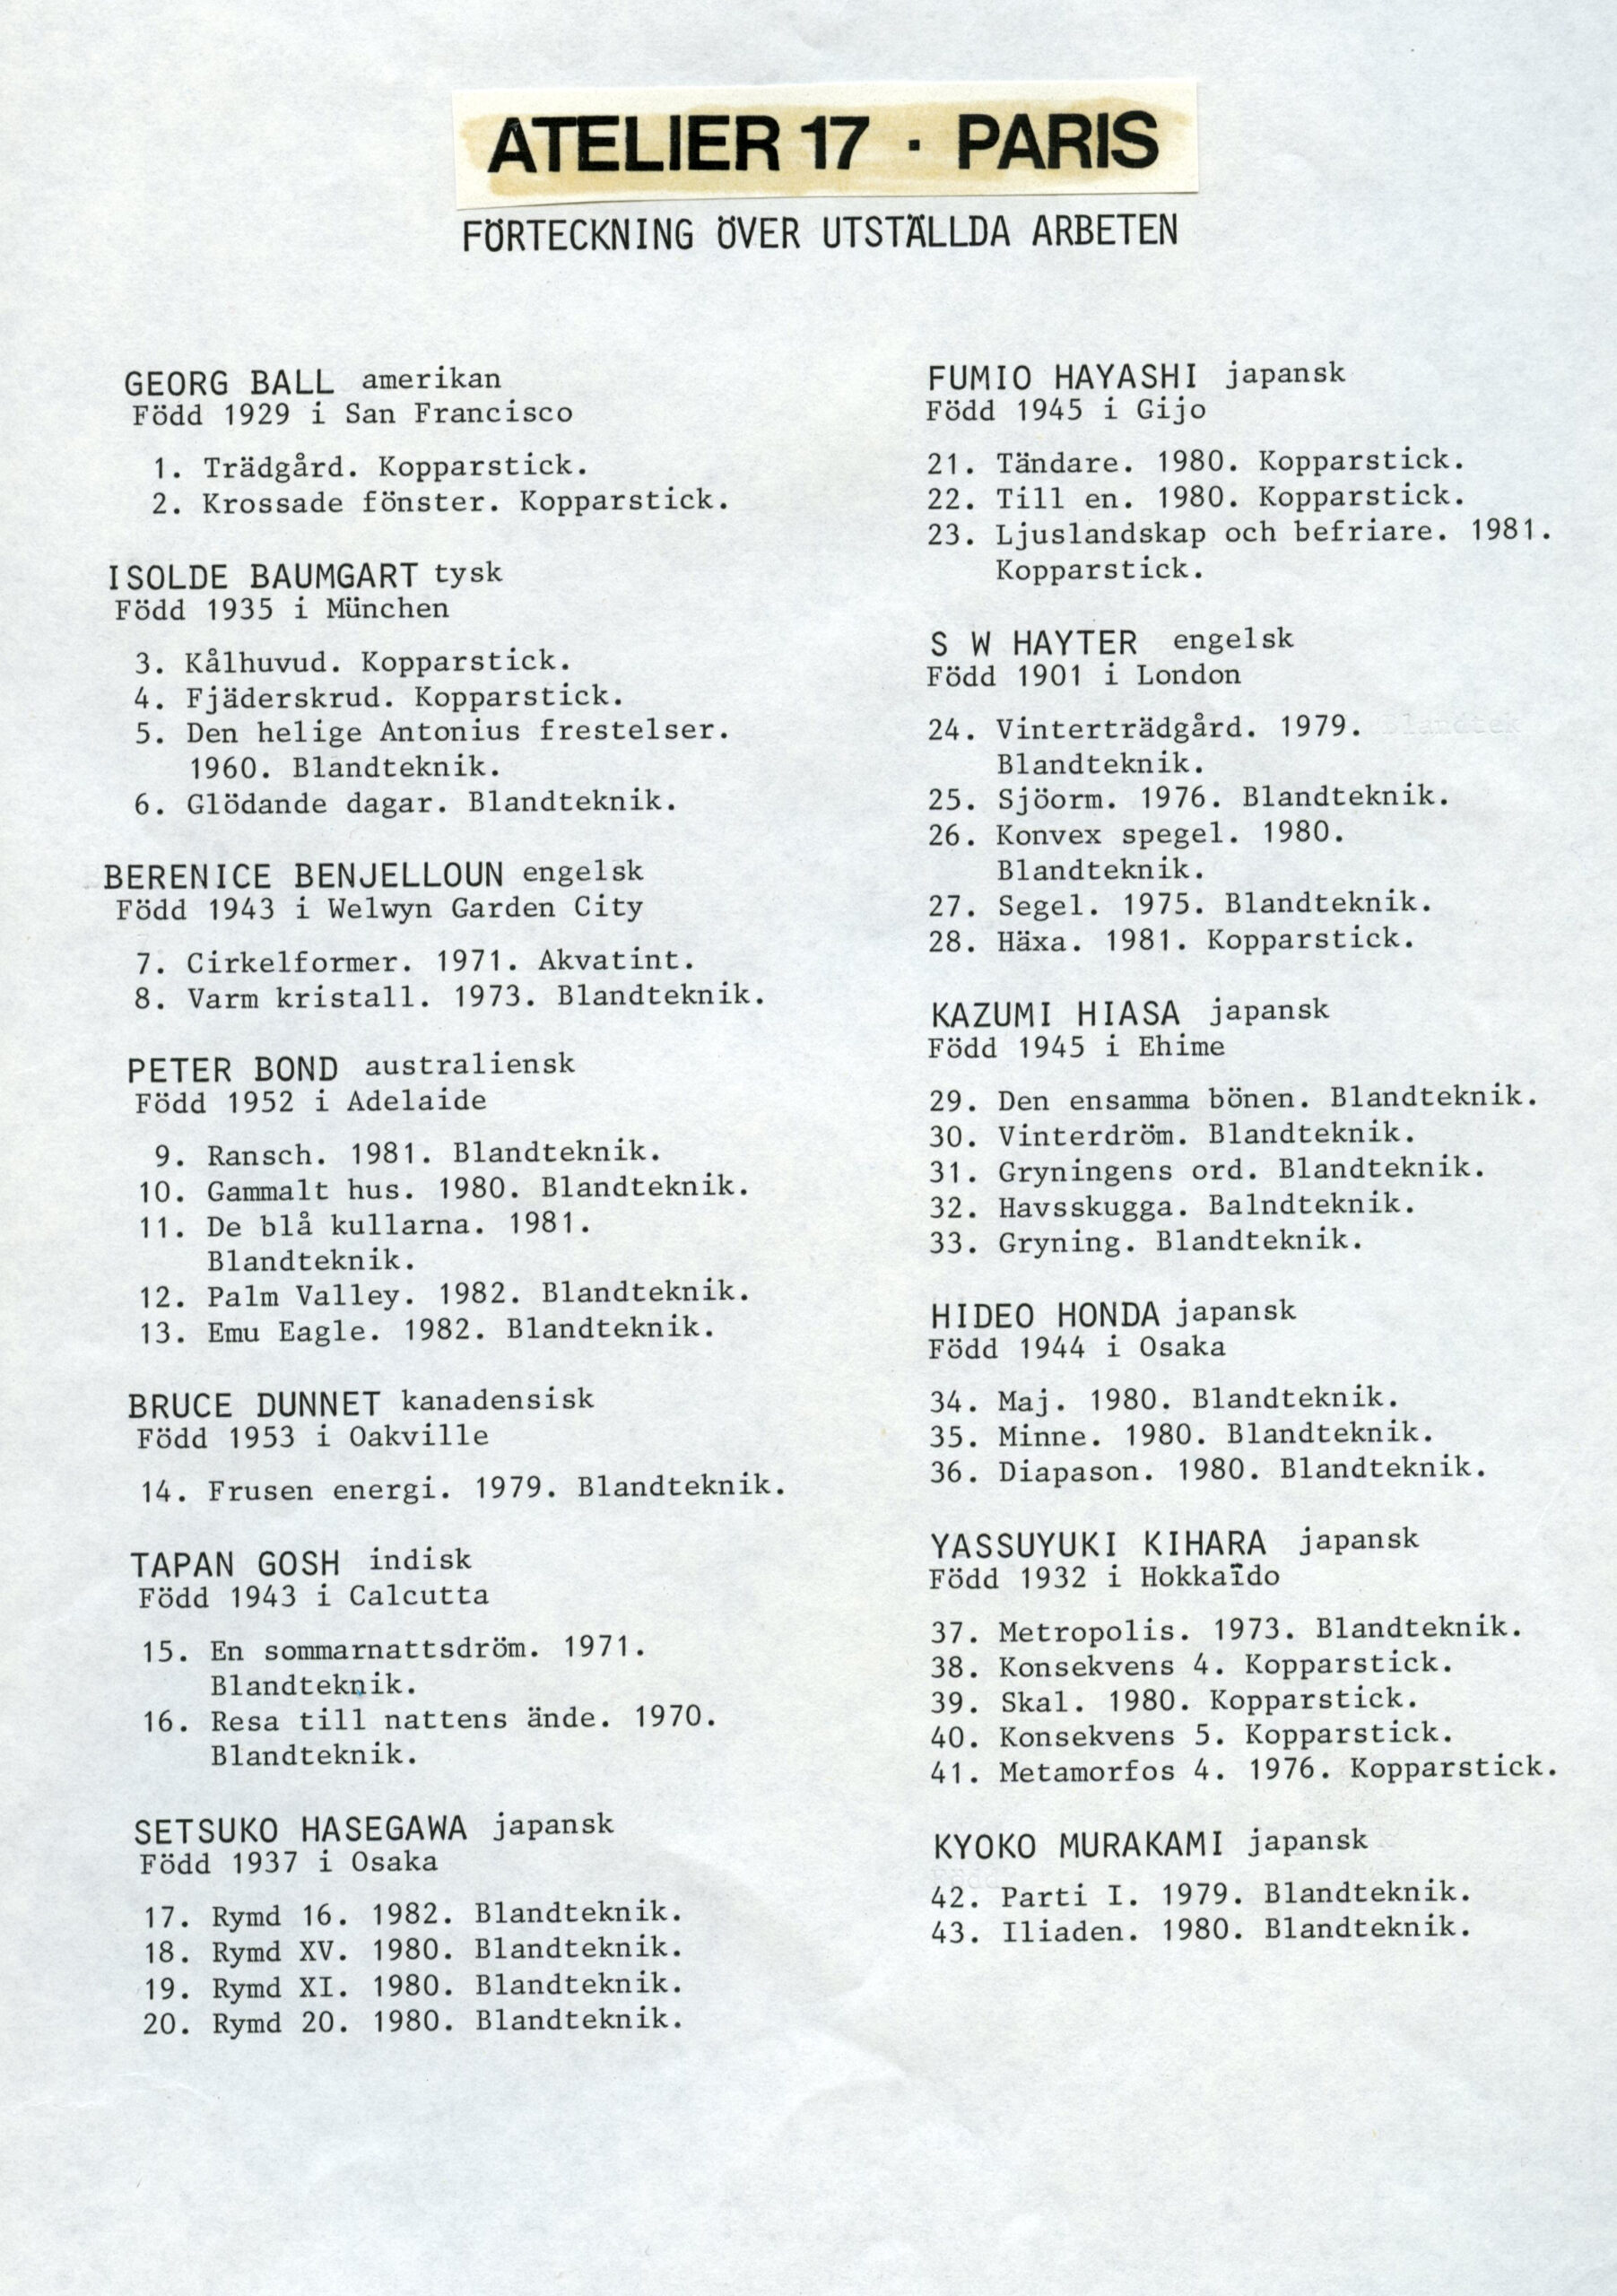 ATELIER 17 · PARIS
FÖRTECKNING ÖVER UTSTÄLLDA ARBETEN
GEORG BALL amerikan
Född 1929 i San Francisco
1. Trädgård. Kopparstick.
2. Krossade fönster. Kopparstick.
ISOLDE BAUMGART tysk
Född 1935 i München
3. Kålhuvud. Kopparstick.
4. Fjäderskrud. Kopparstick.
5. Den helige Antonius frestelser.
1960. Blandteknik.
6. Glödande dagar. Blandteknik.
BERENICE BENJELLOUN engelsk
Född 1943 i Welwyn Garden City
7. Cirkelformer. 1971. Akvatint.
8. Varm kristall. 1973. Blandteknik.
PETER BOND australiensk
Född 1952 i Adelaide
9. Ransch. 1981. Blandteknik.
10. Gammalt hus. 1980. Blandteknik.
11. De blå kullarna. 1981.
Blandteknik.
12. Palm Valley. 1982. Blandteknik.
13. Emu Eagle. 1982. Blandteknik.
BRUCE DUNNET kanadensisk
Född 1953 i Oakville
14. Frusen energi. 1979. Blandteknik.
TAPAN GOSH indisk
Född 1943 i Calcutta
15. En sommarnattsdröm. 1971.
Blandteknik.
16. Resa till nattens ände. 1970.
Blandteknik.
SETSUKO HASEGAWA japansk
Född 1937 i Osaka
17. Rymd 16. 1982. Blandteknik.
18. Rymd XV. 1980. Blandteknik.
19. Rymd XI. 1980. Blandteknik.
20. Rymd 20. 1980. Blandteknik.
FUMIO HAYASHI japansk
Född 1945 i Gijo
21. Tändare. 1980. Kopparstick.
22. Till en. 1980. Kopparstick.
23. Ljuslandskap och befriare. 1981.
Kopparstick.
S W HAYTER engelsk
Född 1901 i London
24. Vinterträdgård. 1979. Blandtek
Blandteknik.
25. Sjöorm. 1976. Blandteknik.
26. Konvex spegel. 1980.
Blandteknik.
27. Segel. 1975. Blandteknik.
28. Häxa. 1981. Kopparstick.
KAZUMI HIASA japansk
Född 1945 i Ehime
29. Den ensamma bönen. Blandteknik.
30. Vinterdröm. Blandteknik.
31. Gryningens ord. Blandteknik.
32. Havsskugga. Balndteknik.
33. Gryning. Blandteknik.
HIDEO HONDA japansk
Född 1944 i Osaka
34. Maj. 1980. Blandteknik.
35. Minne. 1980. Blandteknik.
36. Diapason. 1980. Blandteknik.
YASSUYUKI KIHARA japansk
Född 1932 i Hokkaïdo
37. Metropolis. 1973. Blandteknik.
38. Konsekvens 4. Kopparstick.
39. Skal. 1980. Kopparstick.
40. Konsekvens 5. Kopparstick.
41. Metamorfos 4. 1976. Kopparstick.
KYOKO MURAKAMI japansk
42. Parti I. 1979. Blandteknik.
43. Iliaden. 1980. Blandteknik.